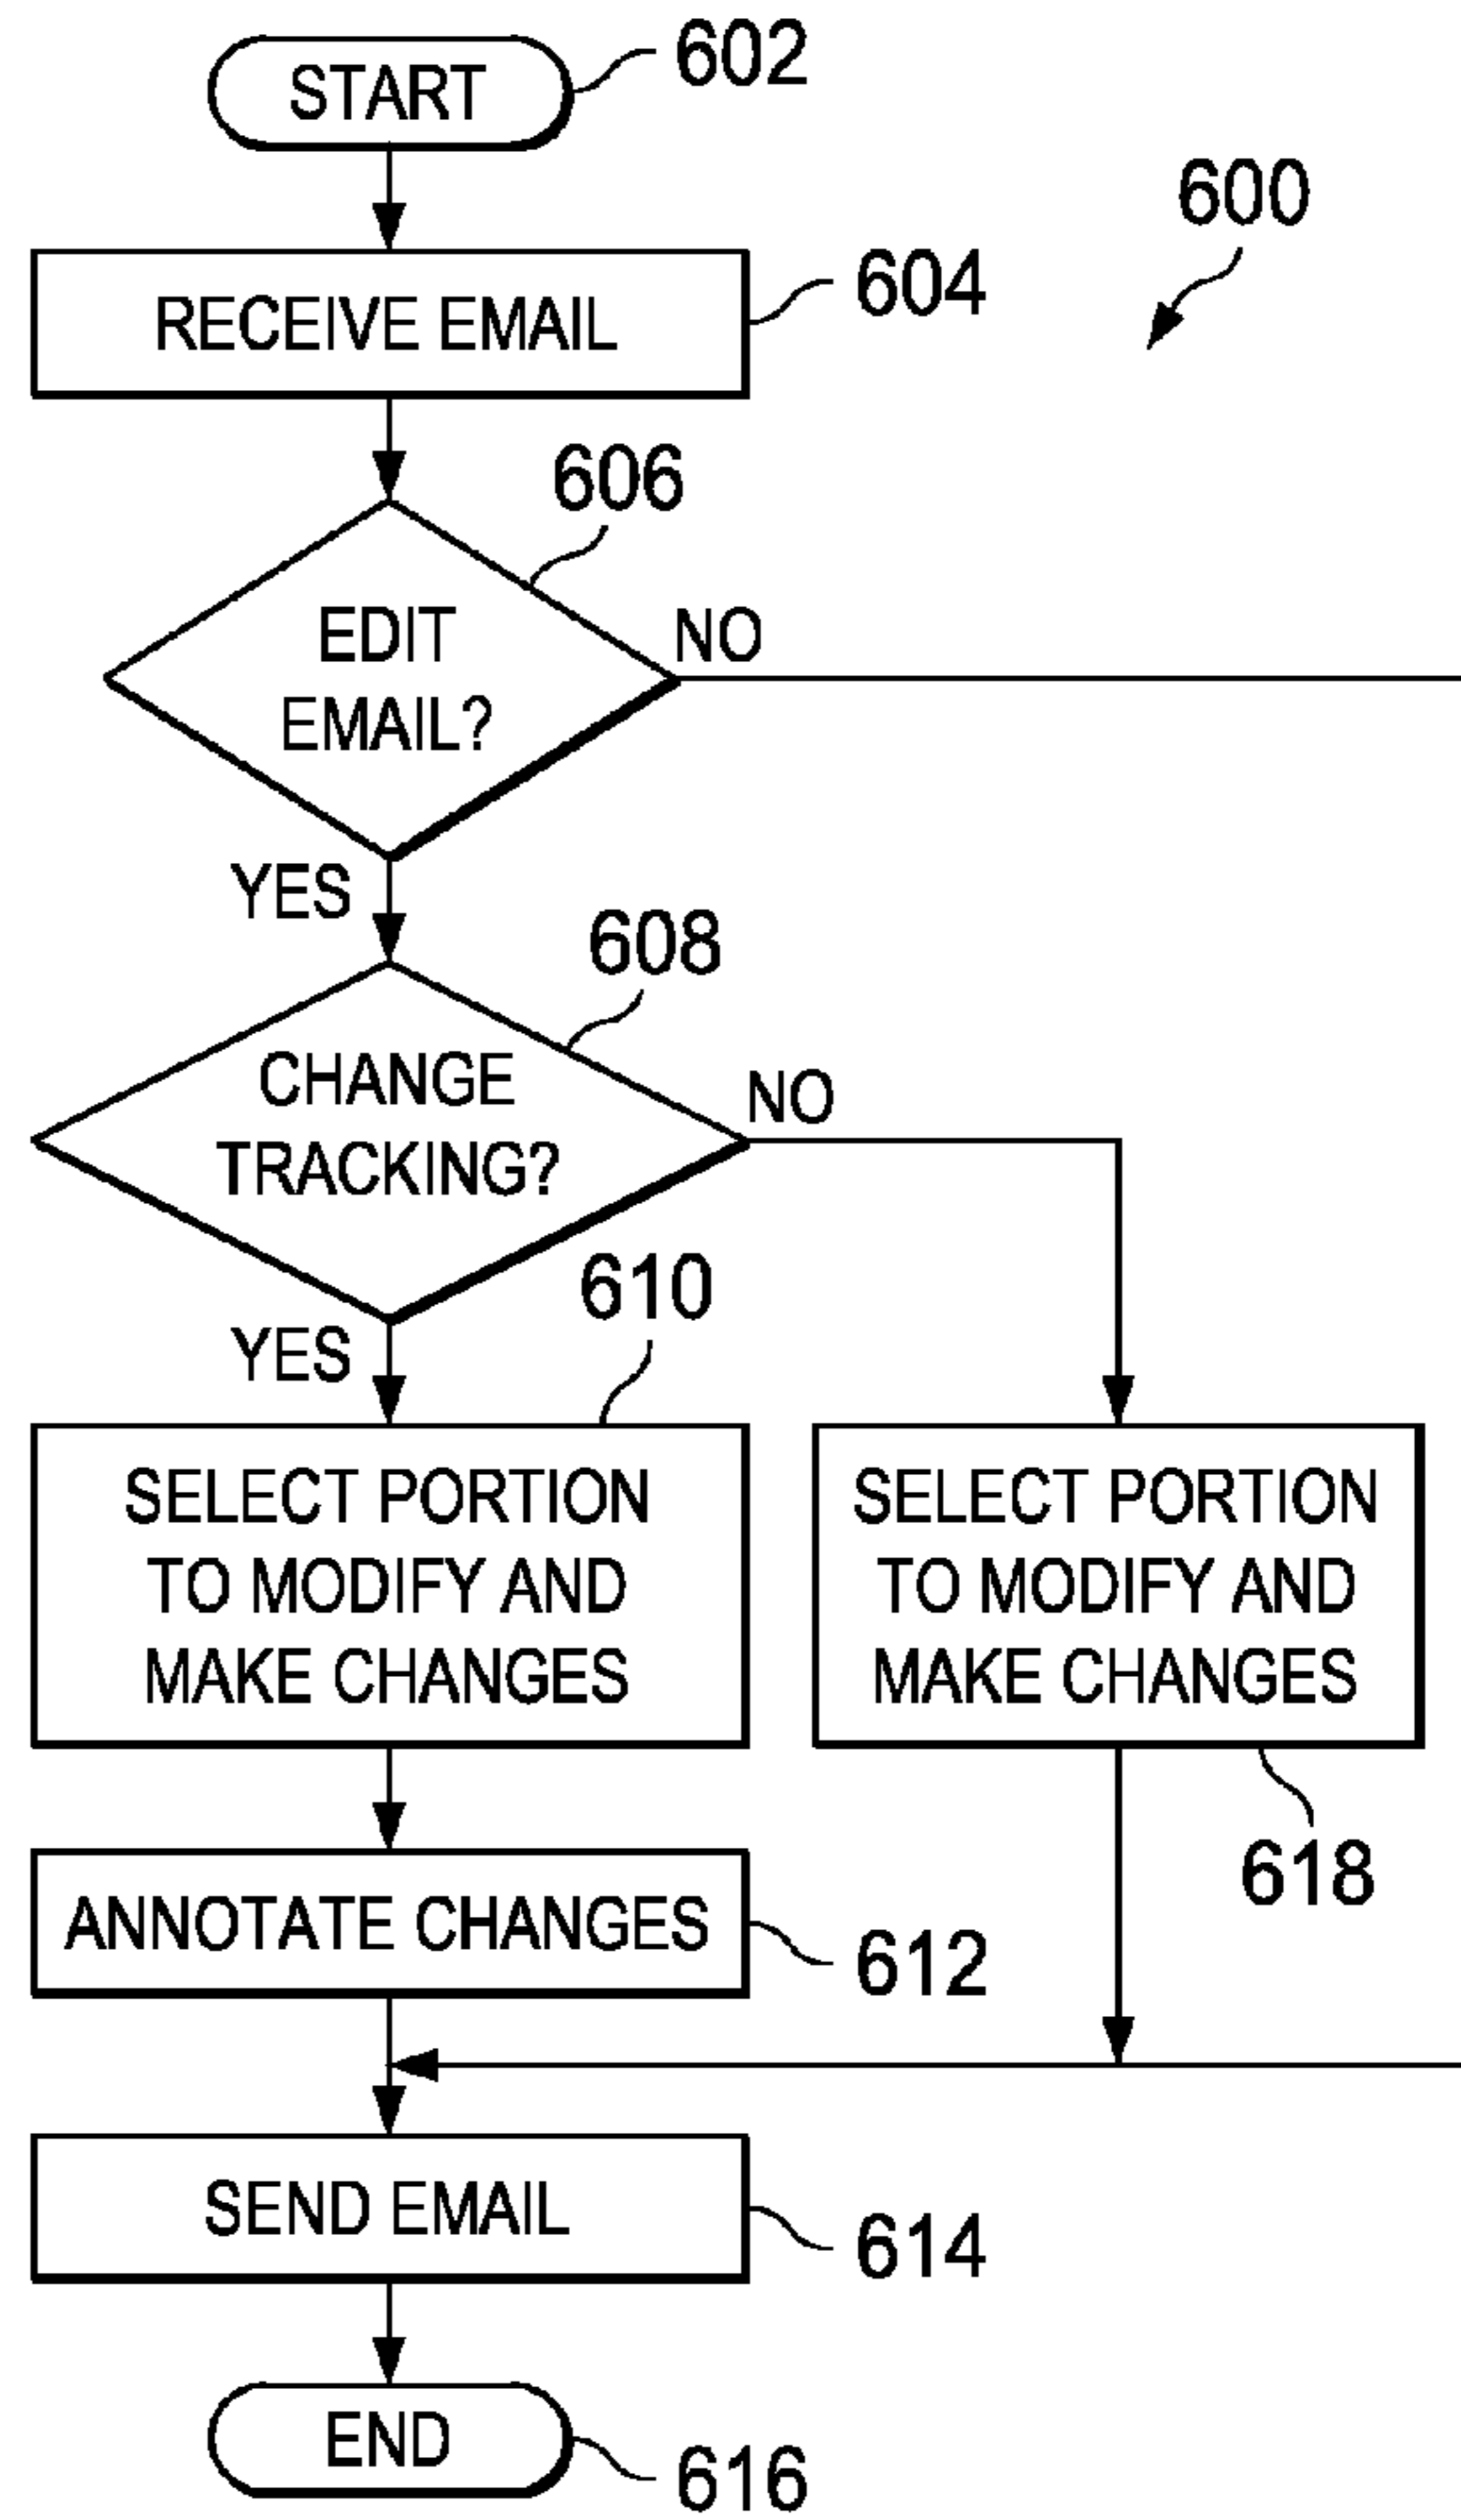 START
602
600
RECEIVE EMAIL
604
606
EDIT
EMAIL?
NO
YES
608
CHANGE
TRACKING?
NO
610
YES
SELECT PORTION
TO MODIFY AND
MAKE CHANGES
SELECT PORTION
TO MODIFY AND
MAKE CHANGES
618
ANNOTATE CHANGES
612
SEND EMAIL
614
END
616